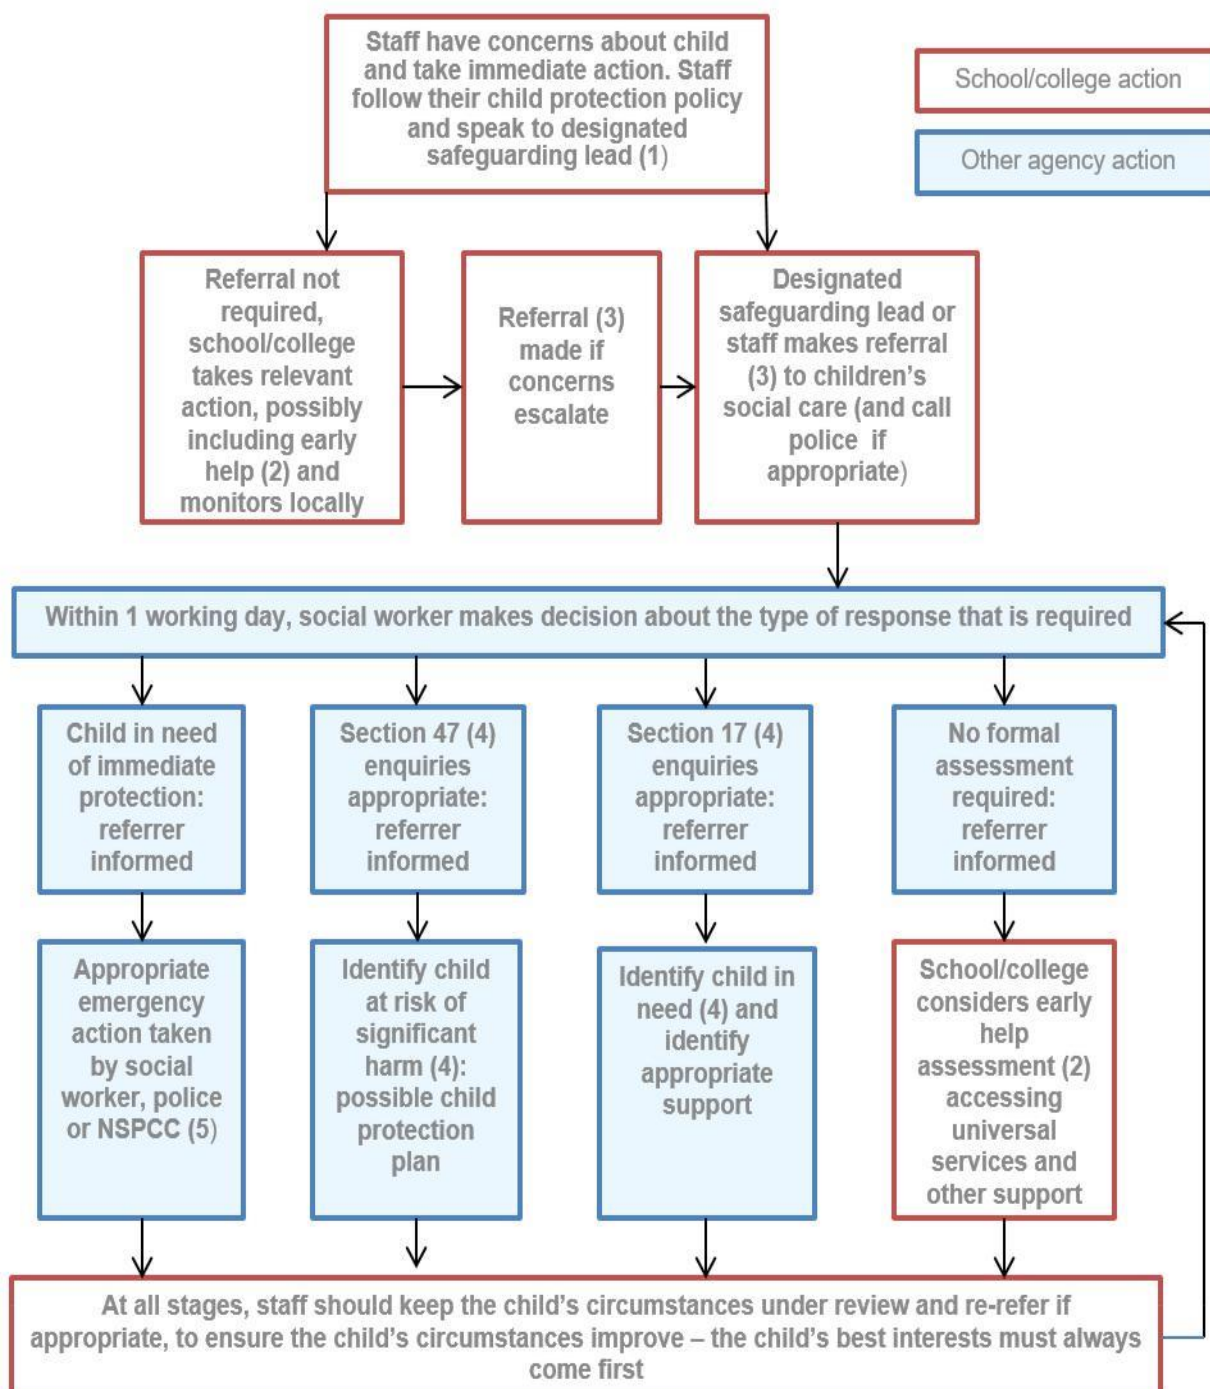 Staff have concerns about child
and take immediate action. Staff
follow their child protection policy
and speak to designated
safeguarding lead (1)
School/college action
Other agency action
Referral not
required,
school/college
takes relevant
action, possibly
including early
help (2) and
monitors locally
Referral (3)
made if
concerns
escalate
Designated
safeguarding lead or
staff makes referral
(3) to children’s
social care (and call
police if
appropriate)
Within 1 working day, social worker makes decision about the type of response that is required
Child in need
of immediate
protection:
referrer
informed
Section 47 (4)
enquiries
appropriate:
referrer
informed
Section 17 (4)
enquiries
appropriate:
referrer
informed
No formal
assessment
required:
referrer
informed
Appropriate
emergency
action taken
by social
worker, police
or NSPCC (5)
Identify child
at risk of
significant
harm (4):
possible child
protection
plan
Identify child in
need (4) and
identify
appropriate
support
School/college
considers early
help
assessment (2)
accessing
universal
services and
other support
At all stages, staff should keep the child’s circumstances under review and re-refer if
appropriate, to ensure the child’s circumstances improve – the child’s best interests must always
come first